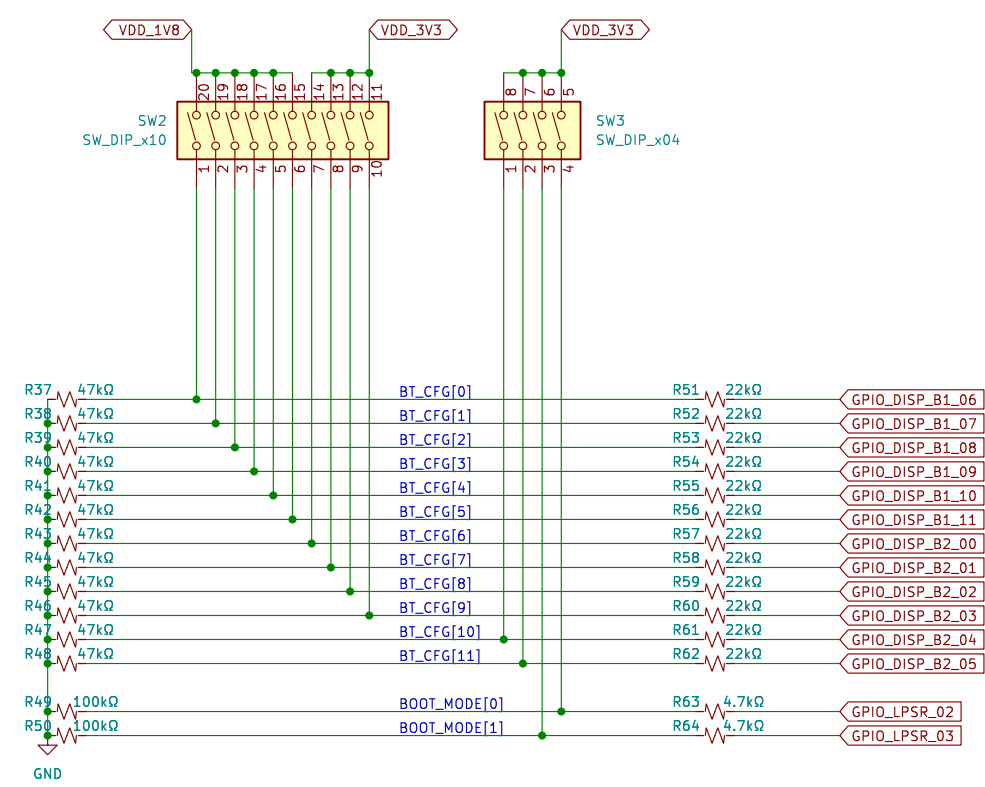 VDD_1V8 VDD_3V3 VDD_3V3
20 19 18 17 16 15 14 13 12 11 8 7 6 5
SW2 SW3
SW_DIP_x10 SW_DIP_x04
1 2 3 4 5 6 7 8 9 10 1 2 3 4
R37 47kΩ BT_CFG[0] R51 22kΩ GPIO_DISP_B1_06
R38 47kΩ BT_CFG[1] R52 22kΩ GPIO_DISP_B1_07
R39 47kΩ BT_CFG[2] R53 22kΩ GPIO_DISP_B1_08
R40 47kΩ BT_CFG[3] R54 22kΩ GPIO_DISP_B1_09
R41 47kΩ BT_CFG[4] R55 22kΩ GPIO_DISP_B1_10
R42 47kΩ BT_CFG[5] R56 22kΩ GPIO_DISP_B1_11
R43 47kΩ BT_CFG[6] R57 22kΩ GPIO_DISP_B2_00
R44 47kΩ BT_CFG[7] R58 22kΩ GPIO_DISP_B2_01
R45 47kΩ BT_CFG[8] R59 22kΩ GPIO_DISP_B2_02
R46 47kΩ BT_CFG[9] R60 22kΩ GPIO_DISP_B2_03
R47 47kΩ BT_CFG[10] R61 22kΩ GPIO_DISP_B2_04
R48 47kΩ BT_CFG[11] R62 22kΩ GPIO_DISP_B2_05
R49 100kΩ BOOT_MODE[0] R63 4.7kΩ GPIO_LPSR_02
R50 100kΩ BOOT_MODE[1] R64 4.7kΩ GPIO_LPSR_03
GND